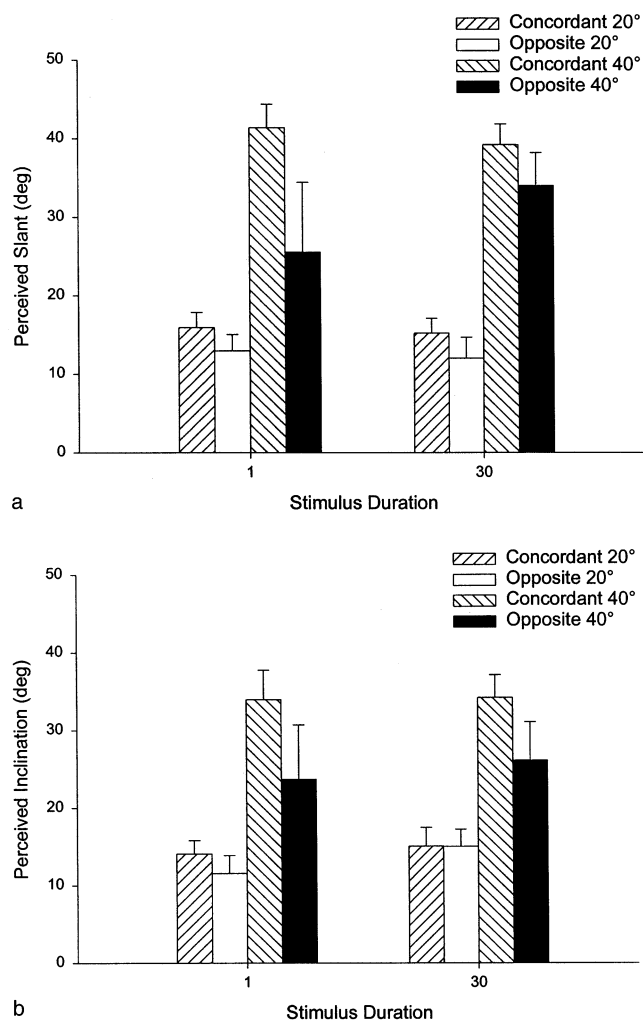 Concordant 20°
Opposite 20°
Concordant 40°
Opposite 40°
50
40
30
20
10
0
Perceived Slant (deg)
1
30
Stimulus Duration
a
Concordant 20°
Opposite 20°
Concordant 40°
Opposite 40°
50
40
30
20
10
0
Perceived Inclination (deg)
1
30
Stimulus Duration
b